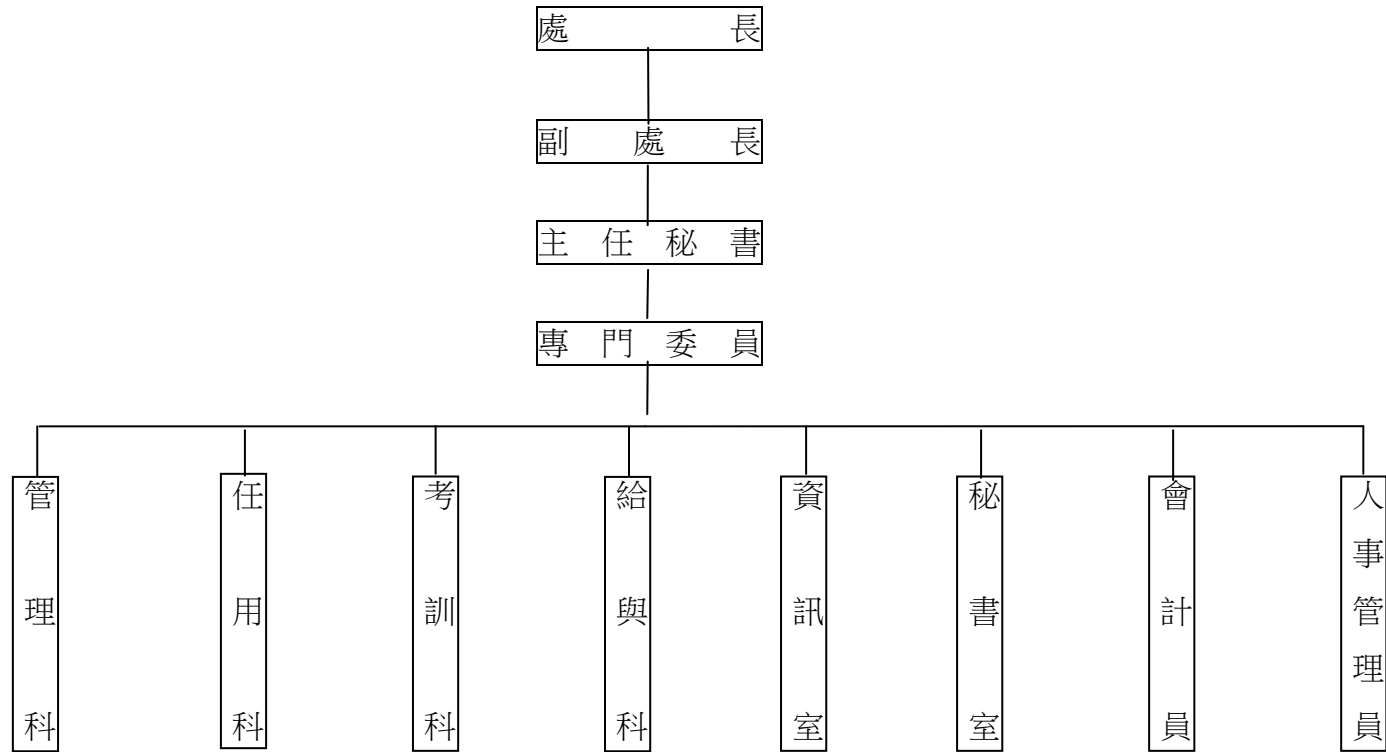 處長
副處長
主任秘書
專門委員
管理科
任用科
考訓科
給與科
資訊室
秘書室
會計員
人事管理員